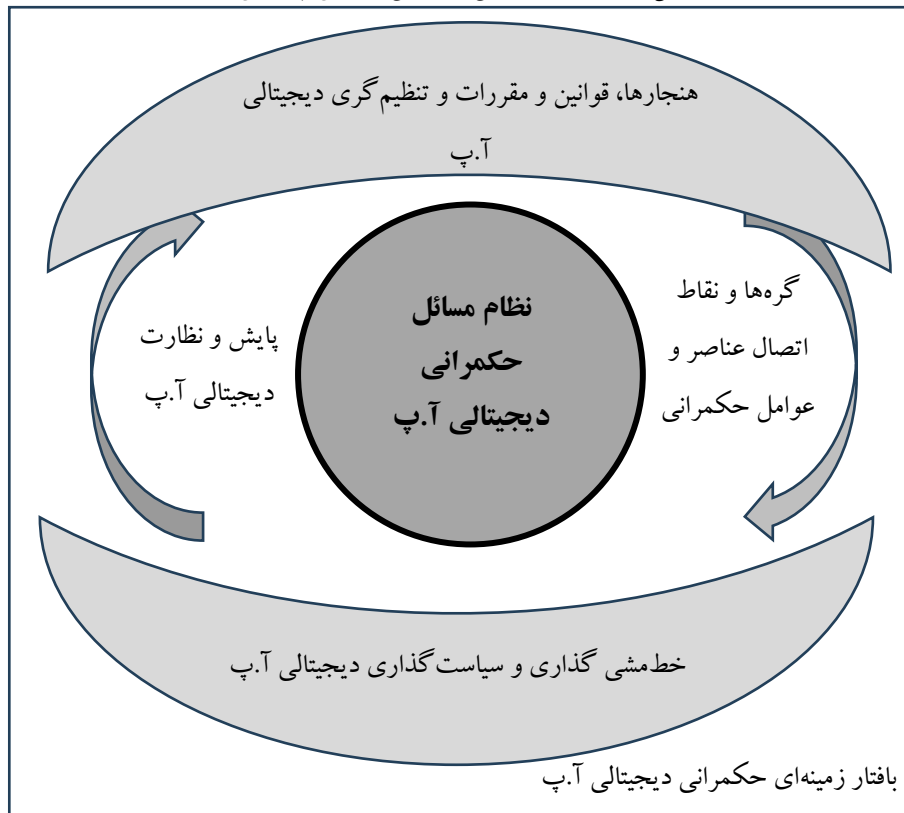 هنجارها، قوانین و مقررات و تنظیم‌گری دیجیتالی
آ.پ
گره‌ها و نقاط
اتصال عناصر و
عوامل حکمرانی
نظام مسائل
حکمرانی
دیجیتالی آ.پ
پایش و نظارت
دیجیتالی آ.پ
خط‌مشی گذاری و سیاست‌گذاری دیجیتالی آ.پ
بافتار زمینه‌ای حکمرانی دیجیتالی آ.پ